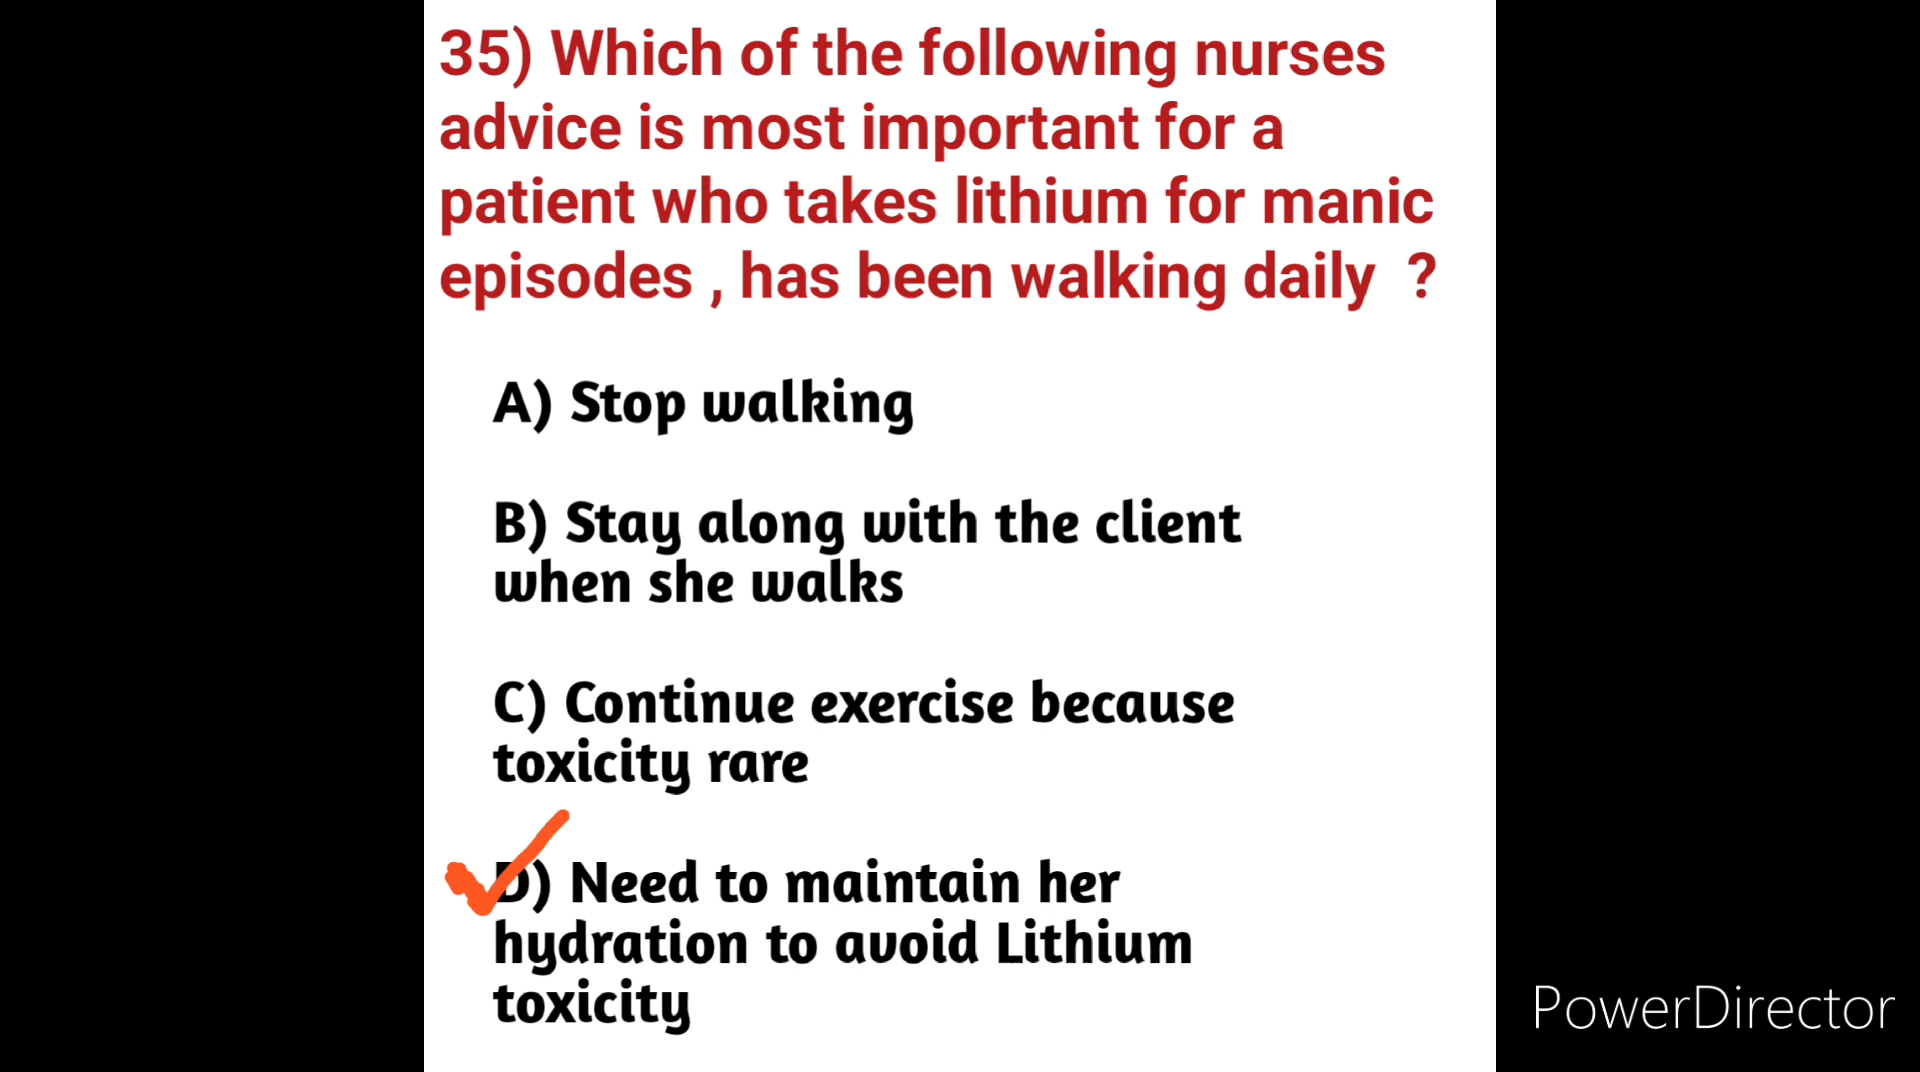 35) Which of the following nurses
advice is most important for a
patient who takes lithium for manic
episodes , has been walking daily  ?
A) Stop walking
B) Stay along with the client
when she walks
C) Continue exercise because
toxicity rare
D) Need to maintain her
hydration to avoid Lithium
toxicity
PowerDirector